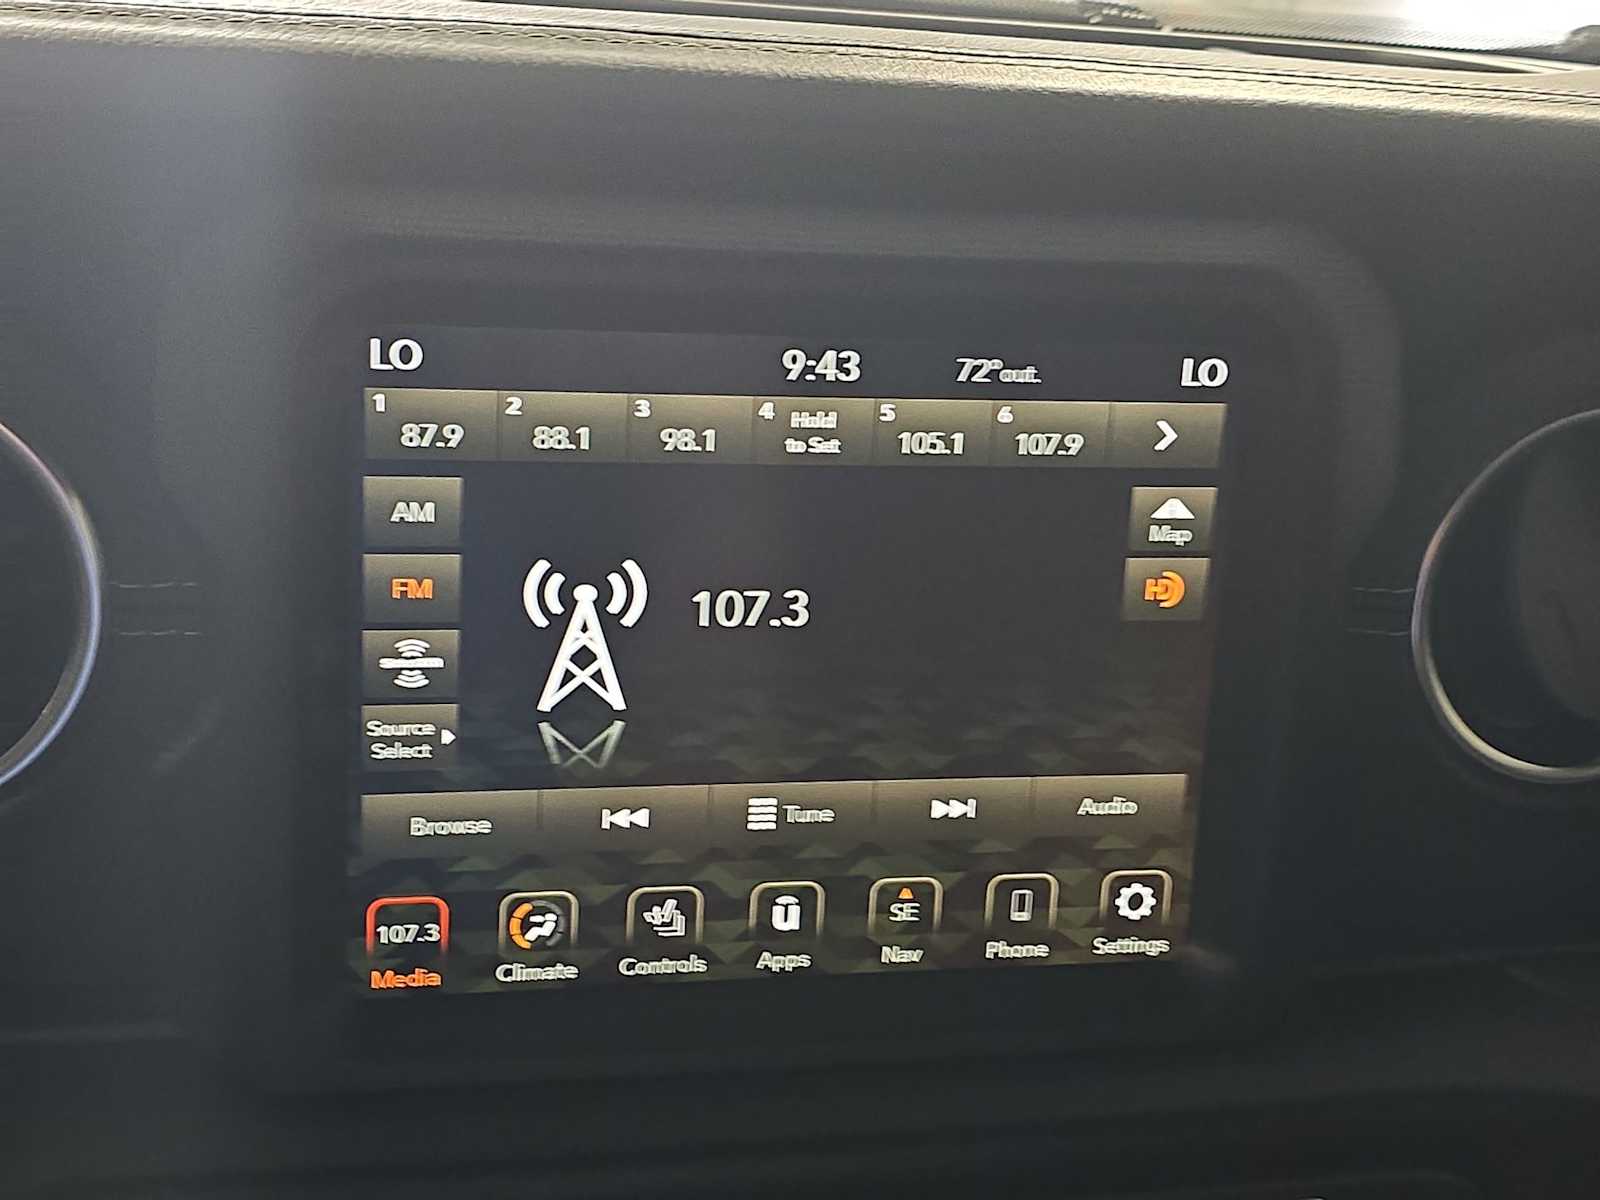 LO 9:43 72°out. LO
1 87.9 2 88.1 3 98.1 4 Hold to Set 5 105.1 6 107.9
AM
Map
FM
HD
107.3
SiriusXM
Source
Select
Browse Tune Audio
107.3 SE
Media Climate Controls Apps Nav Phone Settings